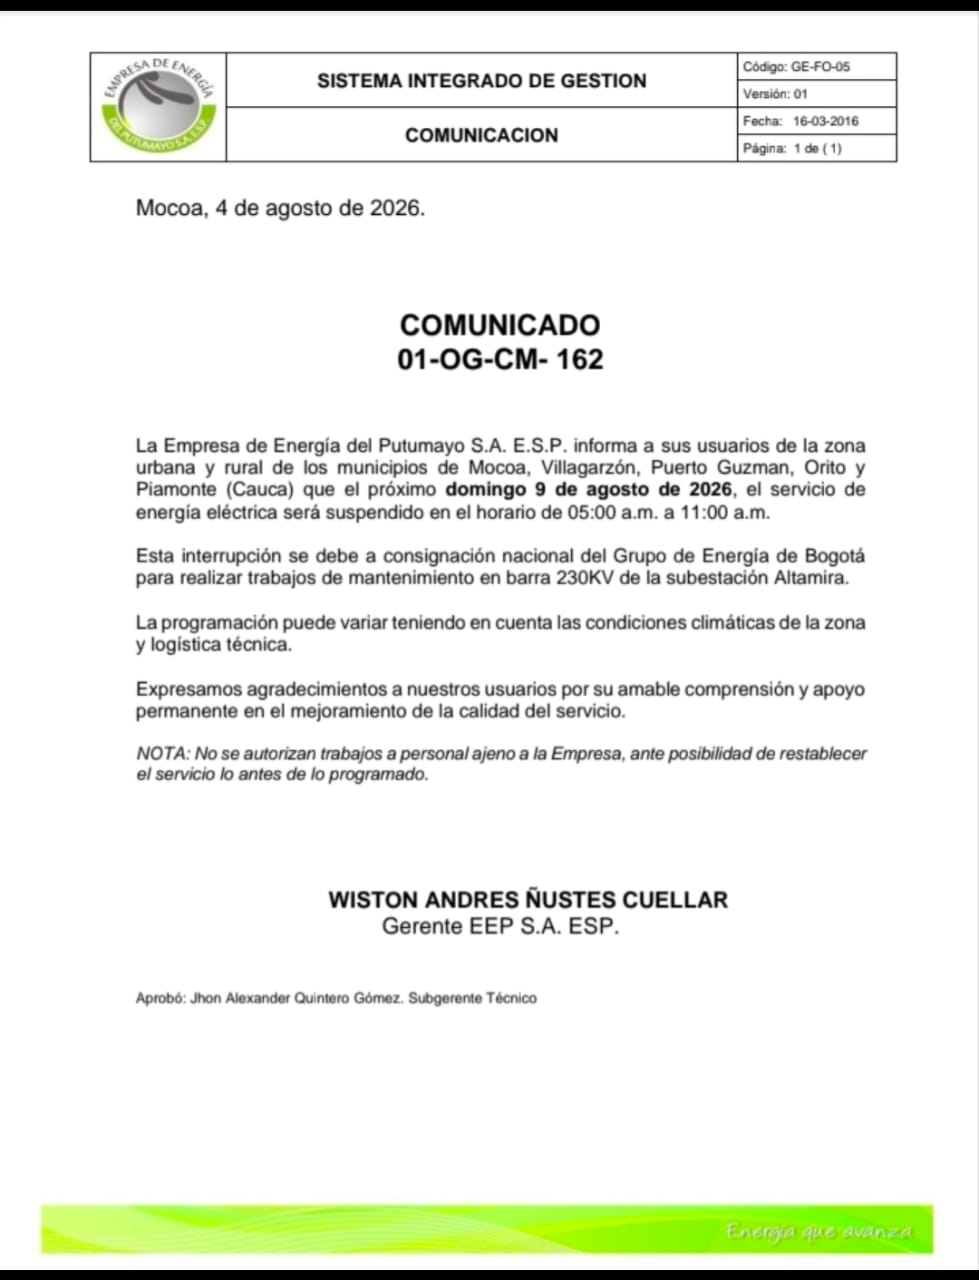 EMPRESA DE ENERGÍA
DEL PUTUMAYO S.A. E.S.P.
SISTEMA INTEGRADO DE GESTION
COMUNICACION
Código: GE-FO-05
Versión: 01
Fecha: 16-03-2016
Página: 1 de ( 1)
Mocoa, 4 de agosto de 2026.
COMUNICADO
01-OG-CM- 162
La Empresa de Energía del Putumayo S.A. E.S.P. informa a sus usuarios de la zona
urbana y rural de los municipios de Mocoa, Villagarzón, Puerto Guzman, Orito y
Piamonte (Cauca) que el próximo domingo 9 de agosto de 2026, el servicio de
energía eléctrica será suspendido en el horario de 05:00 a.m. a 11:00 a.m.
Esta interrupción se debe a consignación nacional del Grupo de Energía de Bogotá
para realizar trabajos de mantenimiento en barra 230KV de la subestación Altamira.
La programación puede variar teniendo en cuenta las condiciones climáticas de la zona
y logística técnica.
Expresamos agradecimientos a nuestros usuarios por su amable comprensión y apoyo
permanente en el mejoramiento de la calidad del servicio.
NOTA: No se autorizan trabajos a personal ajeno a la Empresa, ante posibilidad de restablecer
el servicio lo antes de lo programado.
WISTON ANDRES ÑUSTES CUELLAR
Gerente EEP S.A. ESP.
Aprobó: Jhon Alexander Quintero Gómez. Subgerente Técnico
Energía que avanza